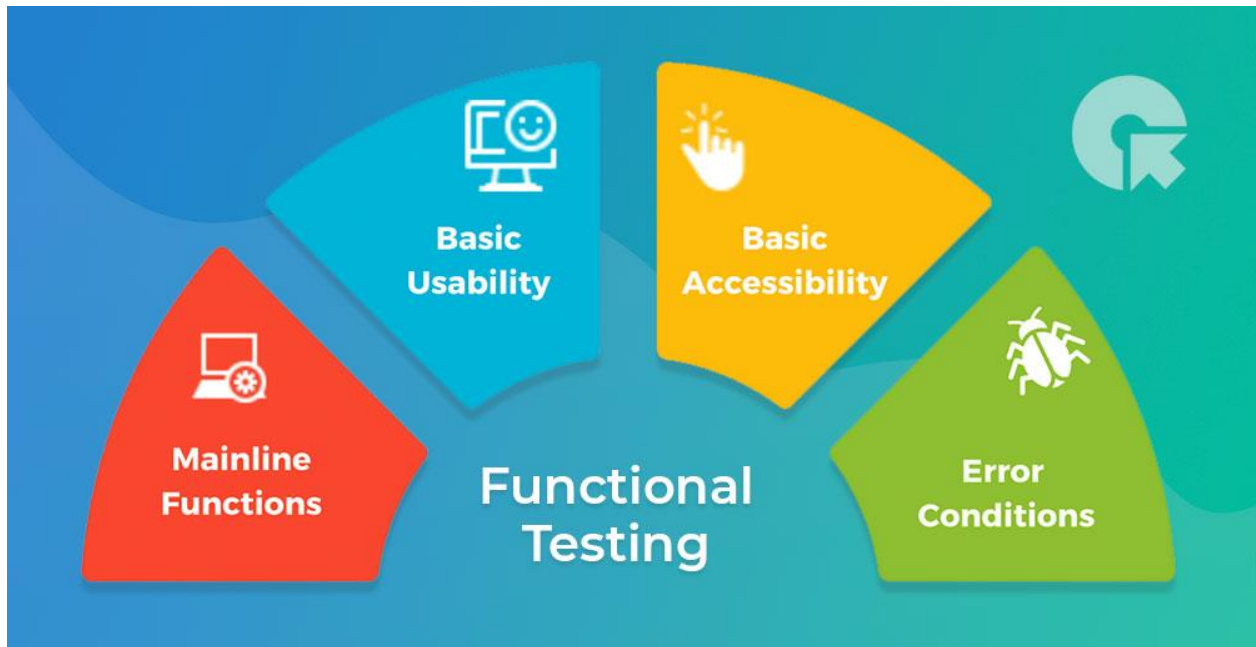 Mainline
Functions
Basic
Usability
Basic
Accessibility
Error
Conditions
Functional
Testing